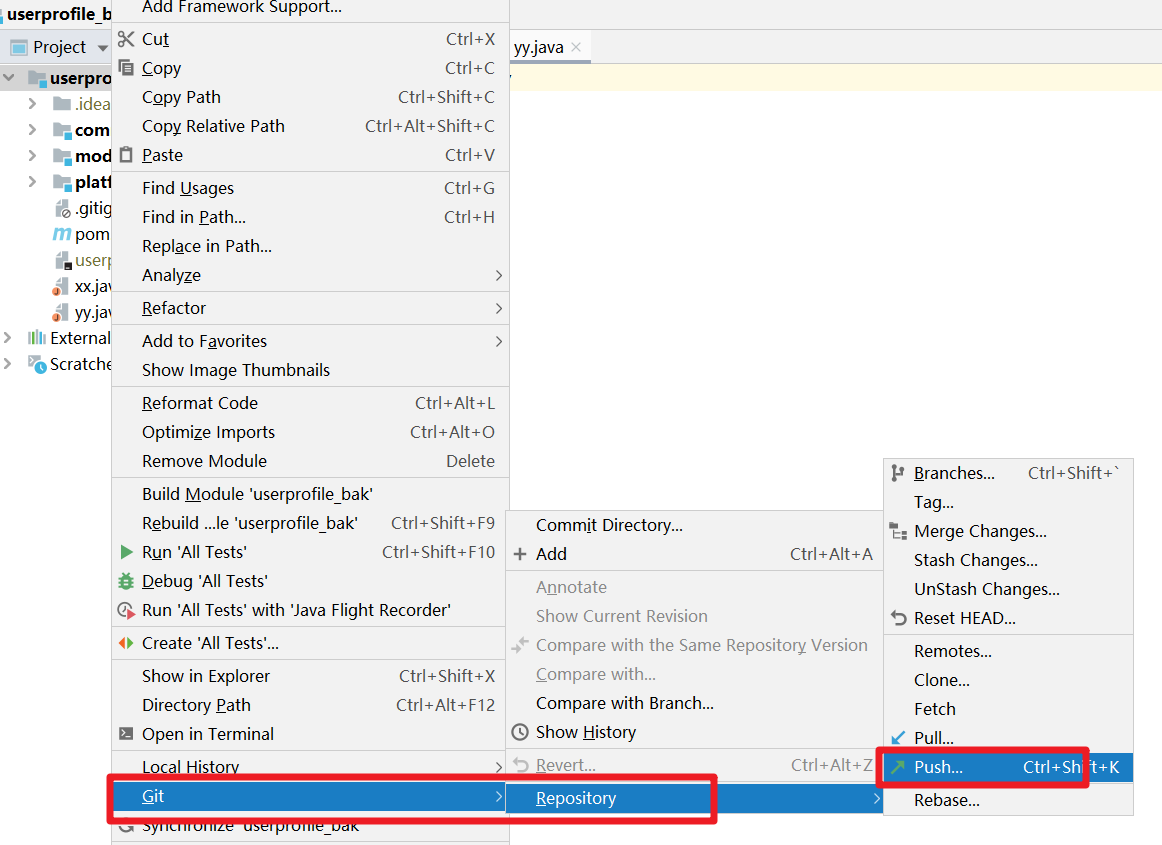 userprofile_b
Project
yy.java
userpro
.idea
com
mod
platf
.gitig
pom
userp
xx.jav
yy.jav
External
Scratche
Add Framework Support...
Cut Ctrl+X
Copy Ctrl+C
Copy Path Ctrl+Shift+C
Copy Relative Path Ctrl+Alt+Shift+C
Paste Ctrl+V
Find Usages Ctrl+G
Find in Path... Ctrl+H
Replace in Path...
Analyze
Refactor
Add to Favorites
Show Image Thumbnails
Reformat Code Ctrl+Alt+L
Optimize Imports Ctrl+Alt+O
Remove Module Delete
Build Module 'userprofile_bak'
Rebuild ...le 'userprofile_bak' Ctrl+Shift+F9
Run 'All Tests' Ctrl+Shift+F10
Debug 'All Tests'
Run 'All Tests' with 'Java Flight Recorder'
Create 'All Tests'...
Show in Explorer Ctrl+Shift+X
Directory Path Ctrl+Alt+F12
Open in Terminal
Local History
Git
Synchronize 'userprofile_bak'
Commit Directory...
Add Ctrl+Alt+A
Annotate
Show Current Revision
Compare with the Same Repository Version
Compare with...
Compare with Branch...
Show History
Revert... Ctrl+Alt+Z
Repository
Branches... Ctrl+Shift+`
Tag...
Merge Changes...
Stash Changes...
UnStash Changes...
Reset HEAD...
Remotes...
Clone...
Fetch
Pull...
Push... Ctrl+Shift+K
Rebase...